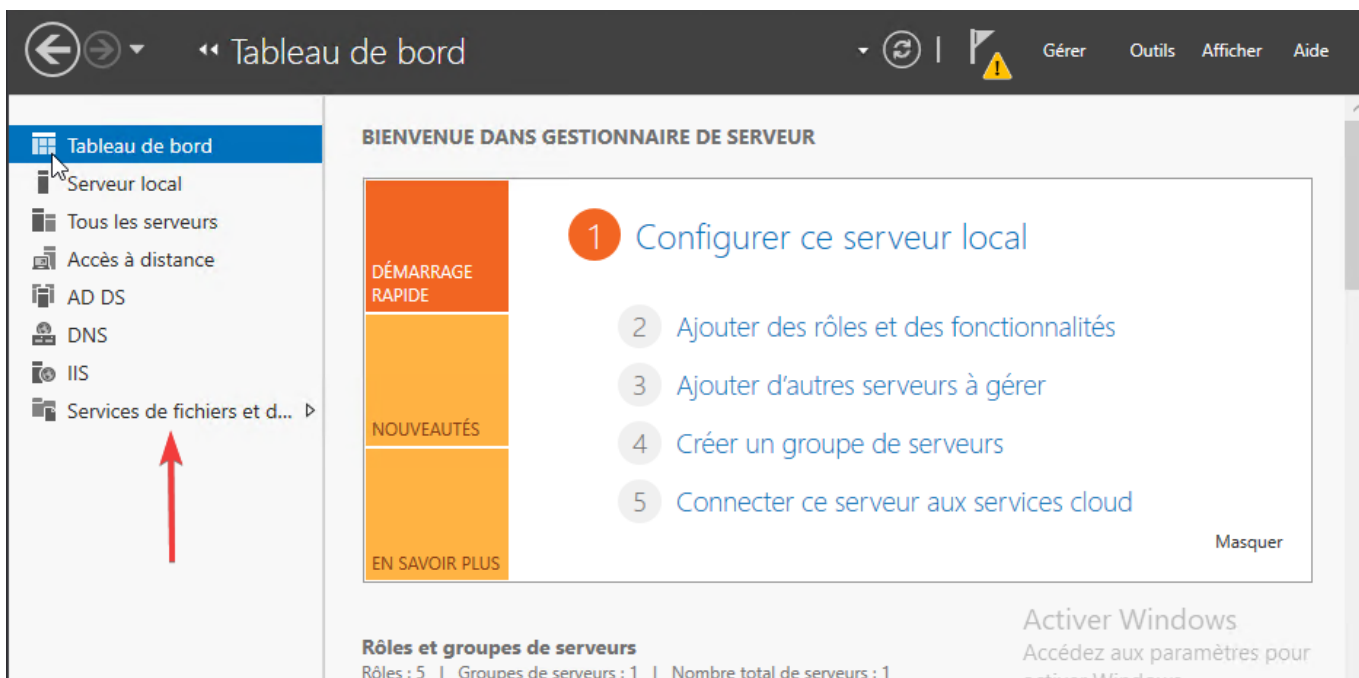 Tableau de bord
Gérer Outils Afficher Aide
Tableau de bord
Serveur local
Tous les serveurs
Accès à distance
AD DS
DNS
IIS
Services de fichiers et d...
BIENVENUE DANS GESTIONNAIRE DE SERVEUR
DÉMARRAGE
RAPIDE
NOUVEAUTÉS
EN SAVOIR PLUS
1 Configurer ce serveur local
2 Ajouter des rôles et des fonctionnalités
3 Ajouter d'autres serveurs à gérer
4 Créer un groupe de serveurs
5 Connecter ce serveur aux services cloud
Masquer
Rôles et groupes de serveurs
Rôles : 5 | Groupes de serveurs : 1 | Nombre total de serveurs : 1
Activer Windows
Accédez aux paramètres pour
activer Windows.